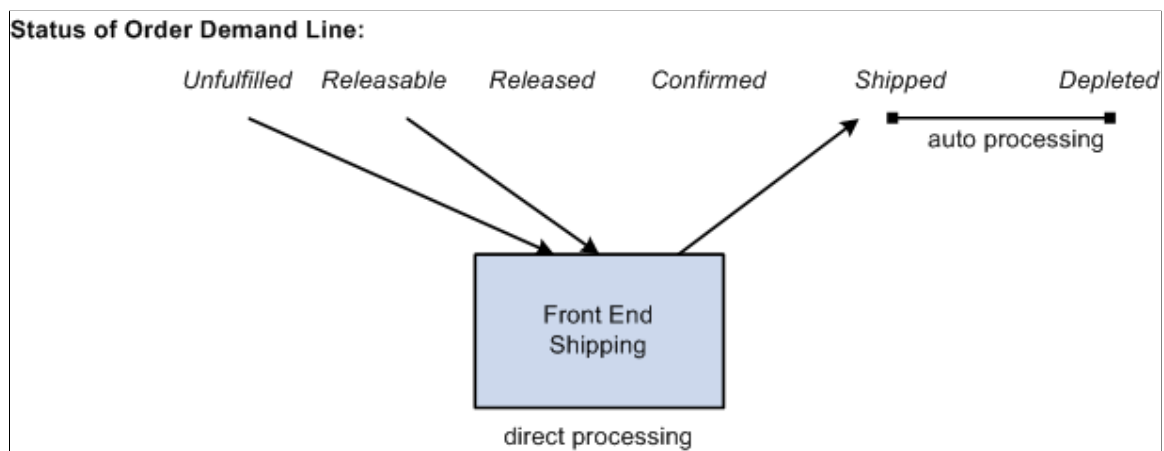 Status of Order Demand Line:
Unfulfilled Releasable Released Confirmed Shipped Depleted
auto processing
Front End
Shipping
direct processing